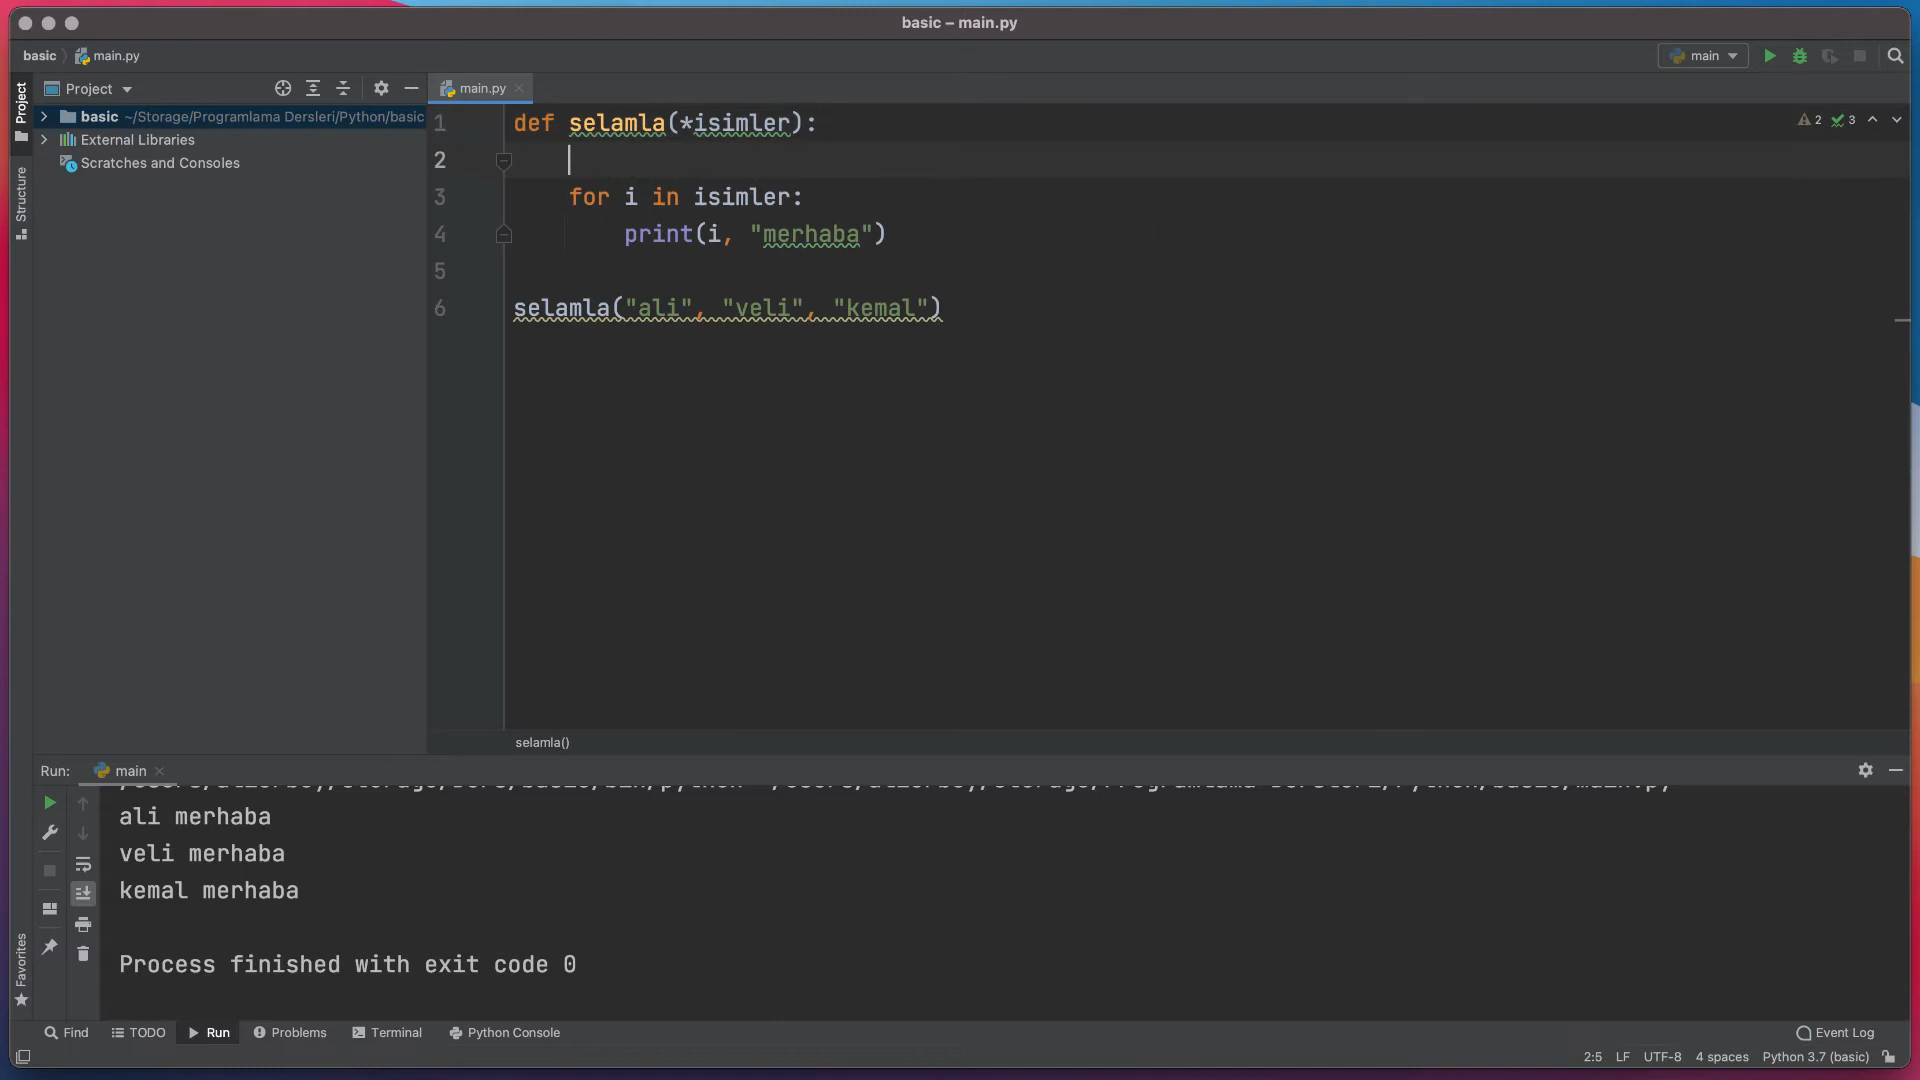 basic – main.py
basic main.py
main
Project
main.py
basic ~/Storage/Programlama Dersleri/Python/basic
External Libraries
Scratches and Consoles
Project
Structure
Favorites
1 def selamla(*isimler):
2
3 for i in isimler:
4 print(i, "merhaba")
5
6 selamla("ali", "veli", "kemal")
2 3
selamla()
Run: main
ali merhaba
veli merhaba
kemal merhaba
Process finished with exit code 0
Find TODO Run Problems Terminal Python Console Event Log
2:5 LF UTF-8 4 spaces Python 3.7 (basic)